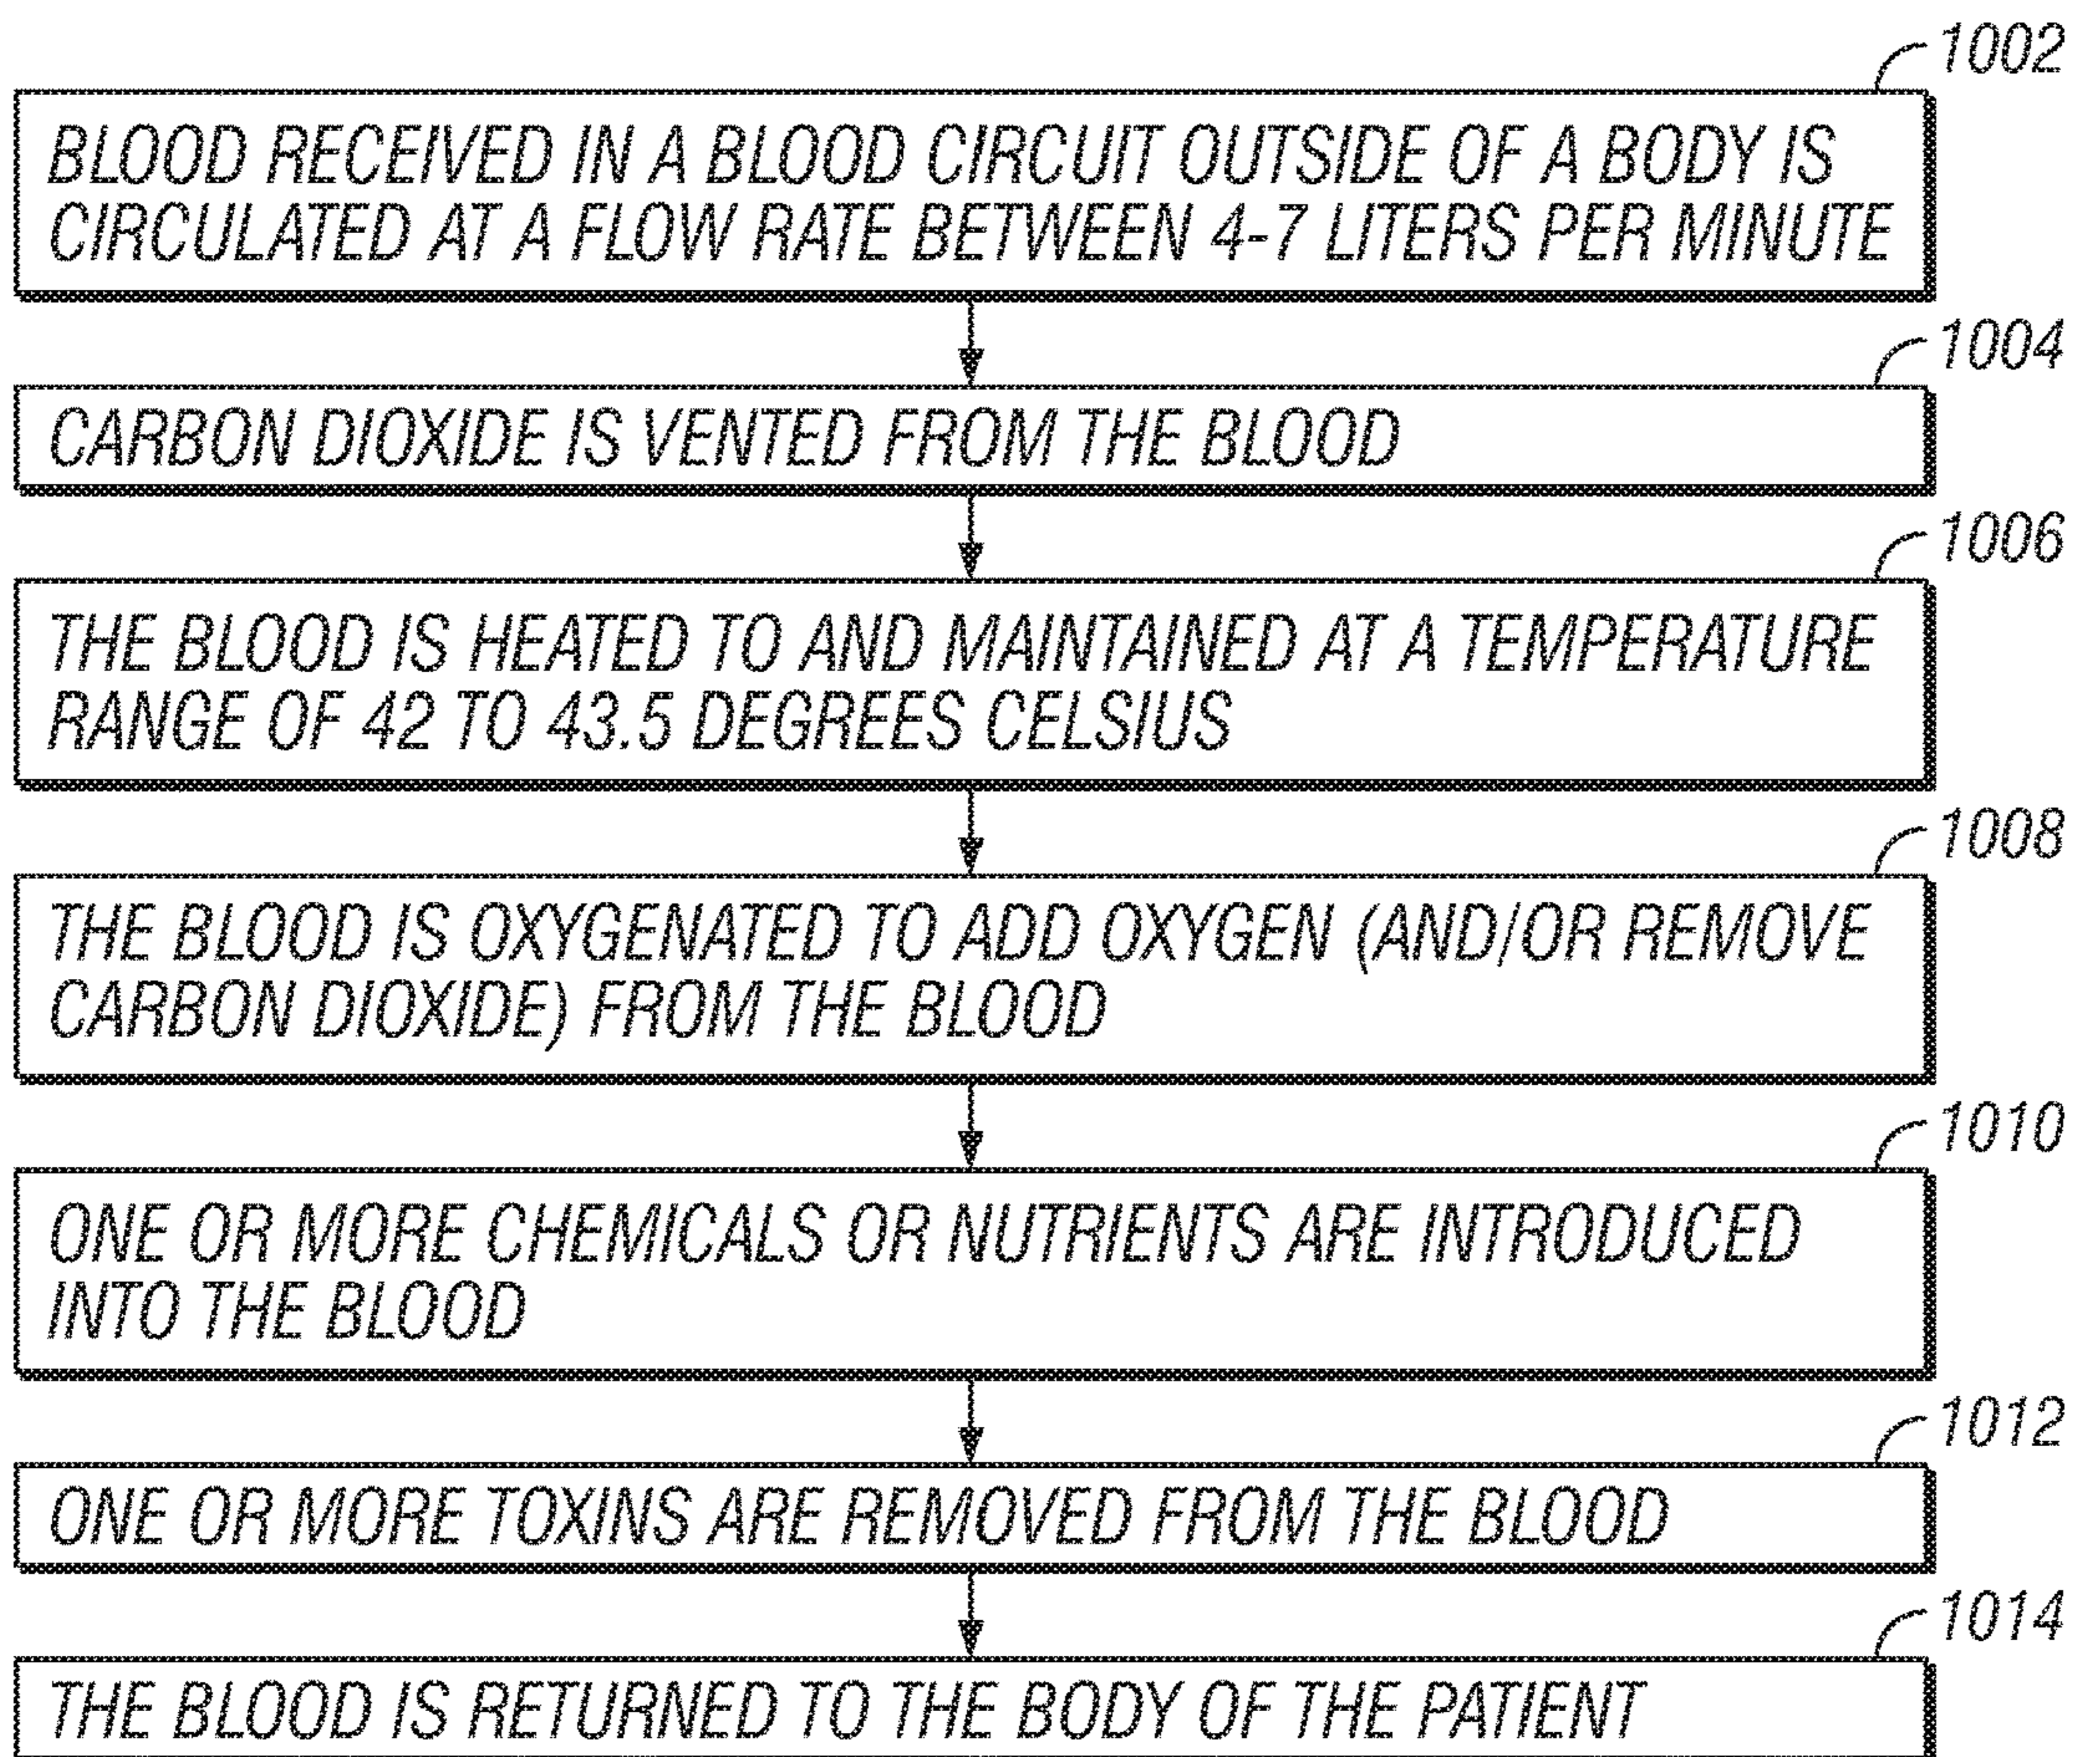 1002
BLOOD RECEIVED IN A BLOOD CIRCUIT OUTSIDE OF A BODY IS
CIRCULATED AT A FLOW RATE BETWEEN 4-7 LITERS PER MINUTE
1004
CARBON DIOXIDE IS VENTED FROM THE BLOOD
1006
THE BLOOD IS HEATED TO AND MAINTAINED AT A TEMPERATURE
RANGE OF 42 TO 43.5 DEGREES CELSIUS
1008
THE BLOOD IS OXYGENATED TO ADD OXYGEN (AND/OR REMOVE
CARBON DIOXIDE) FROM THE BLOOD
1010
ONE OR MORE CHEMICALS OR NUTRIENTS ARE INTRODUCED
INTO THE BLOOD
1012
ONE OR MORE TOXINS ARE REMOVED FROM THE BLOOD
1014
THE BLOOD IS RETURNED TO THE BODY OF THE PATIENT